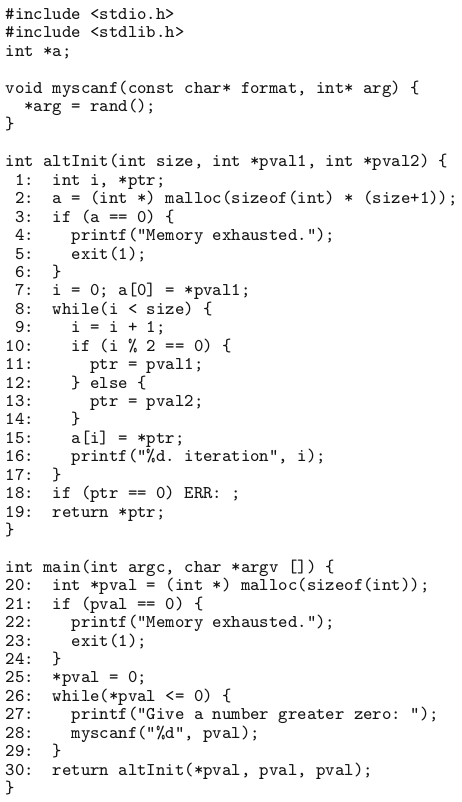 #include <stdio.h>
#include <stdlib.h>
int *a;

void myscanf(const char* format, int* arg) {
  *arg = rand();
}

int altInit(int size, int *pval1, int *pval2) {
 1:  int i, *ptr;
 2:  a = (int *) malloc(sizeof(int) * (size+1));
 3:  if (a == 0) {
 4:    printf("Memory exhausted.");
 5:    exit(1);
 6:  }
 7:  i = 0; a[0] = *pval1;
 8:  while(i < size) {
 9:    i = i + 1;
10:    if (i % 2 == 0) {
11:      ptr = pval1;
12:    } else {
13:      ptr = pval2;
14:    }
15:    a[i] = *ptr;
16:    printf("%d. iteration", i);
17:  }
18:  if (ptr == 0) ERR: ;
19:  return *ptr;
}

int main(int argc, char *argv []) {
20:  int *pval = (int *) malloc(sizeof(int));
21:  if (pval == 0) {
22:    printf("Memory exhausted.");
23:    exit(1);
24:  }
25:  *pval = 0;
26:  while(*pval <= 0) {
27:    printf("Give a number greater zero: ");
28:    myscanf("%d", pval);
29:  }
30:  return altInit(*pval, pval, pval);
}